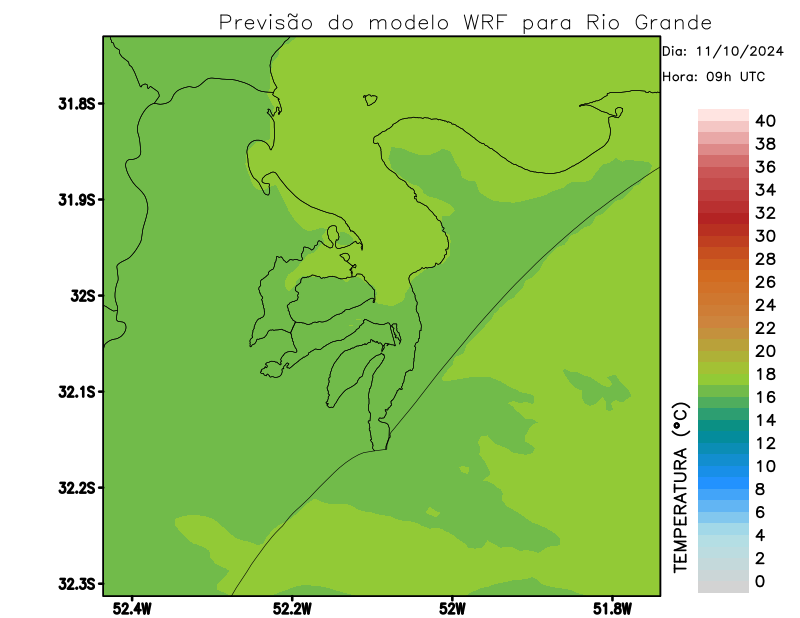 Previsão do modelo WRF para Rio Grande
Dia: 11/10/2024
Hora: 09h UTC
31.8S
31.9S
32S
32.1S
32.2S
32.3S
52.4W
52.2W
52W
51.8W
TEMPERATURA (°C)
40
38
36
34
32
30
28
26
24
22
20
18
16
14
12
10
8
6
4
2
0